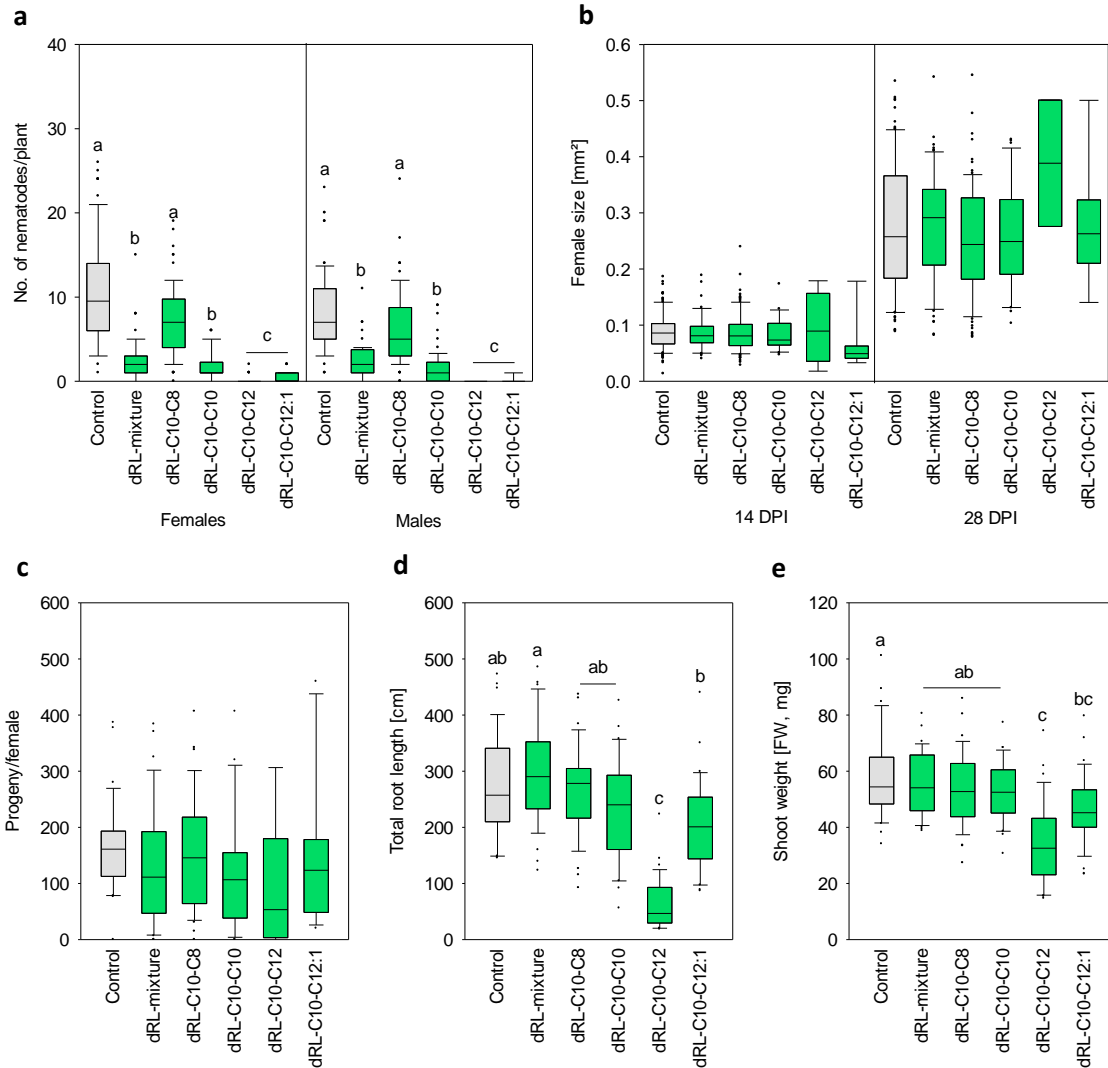 a
No. of nematodes/plant
40
30
20
10
0
a
b
a
b
c
a
b
a
b
c
Control
dRL-mixture
dRL-C10-C8
dRL-C10-C10
dRL-C10-C12
dRL-C10-C12:1
Control
dRL-mixture
dRL-C10-C8
dRL-C10-C10
dRL-C10-C12
dRL-C10-C12:1
Females
Males
b
Female size [mm²]
0.6
0.5
0.4
0.3
0.2
0.1
0.0
Control
dRL-mixture
dRL-C10-C8
dRL-C10-C10
dRL-C10-C12
dRL-C10-C12:1
Control
dRL-mixture
dRL-C10-C8
dRL-C10-C10
dRL-C10-C12
dRL-C10-C12:1
14 DPI
28 DPI
c
Progeny/female
600
500
400
300
200
100
0
Control
dRL-mixture
dRL-C10-C8
dRL-C10-C10
dRL-C10-C12
dRL-C10-C12:1
d
Total root length [cm]
600
500
400
300
200
100
0
ab
a
ab
c
b
Control
dRL-mixture
dRL-C10-C8
dRL-C10-C10
dRL-C10-C12
dRL-C10-C12:1
e
Shoot weight [FW, mg]
120
100
80
60
40
20
0
a
ab
c
bc
Control
dRL-mixture
dRL-C10-C8
dRL-C10-C10
dRL-C10-C12
dRL-C10-C12:1